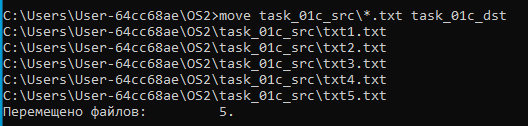 C:\Users\User-64cc68ae\OS2>move task_01c_src\*.txt task_01c_dst
C:\Users\User-64cc68ae\OS2\task_01c_src\txt1.txt
C:\Users\User-64cc68ae\OS2\task_01c_src\txt2.txt
C:\Users\User-64cc68ae\OS2\task_01c_src\txt3.txt
C:\Users\User-64cc68ae\OS2\task_01c_src\txt4.txt
C:\Users\User-64cc68ae\OS2\task_01c_src\txt5.txt
Перемещено файлов:         5.